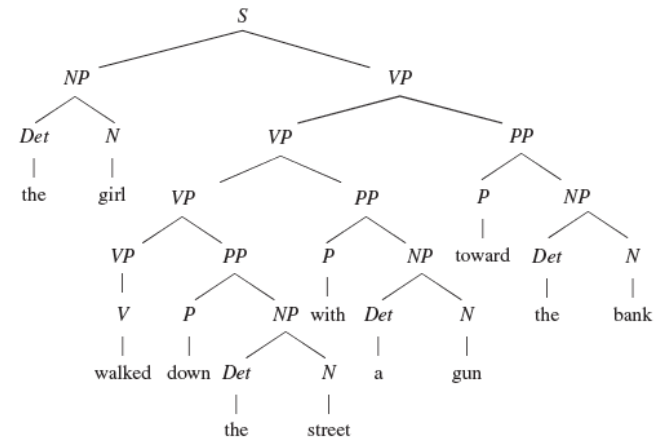 S
NP VP
Det N VP PP
the girl VP PP P NP
VP PP P NP toward Det N
V P NP with Det N the bank
walked down Det N a gun
the street